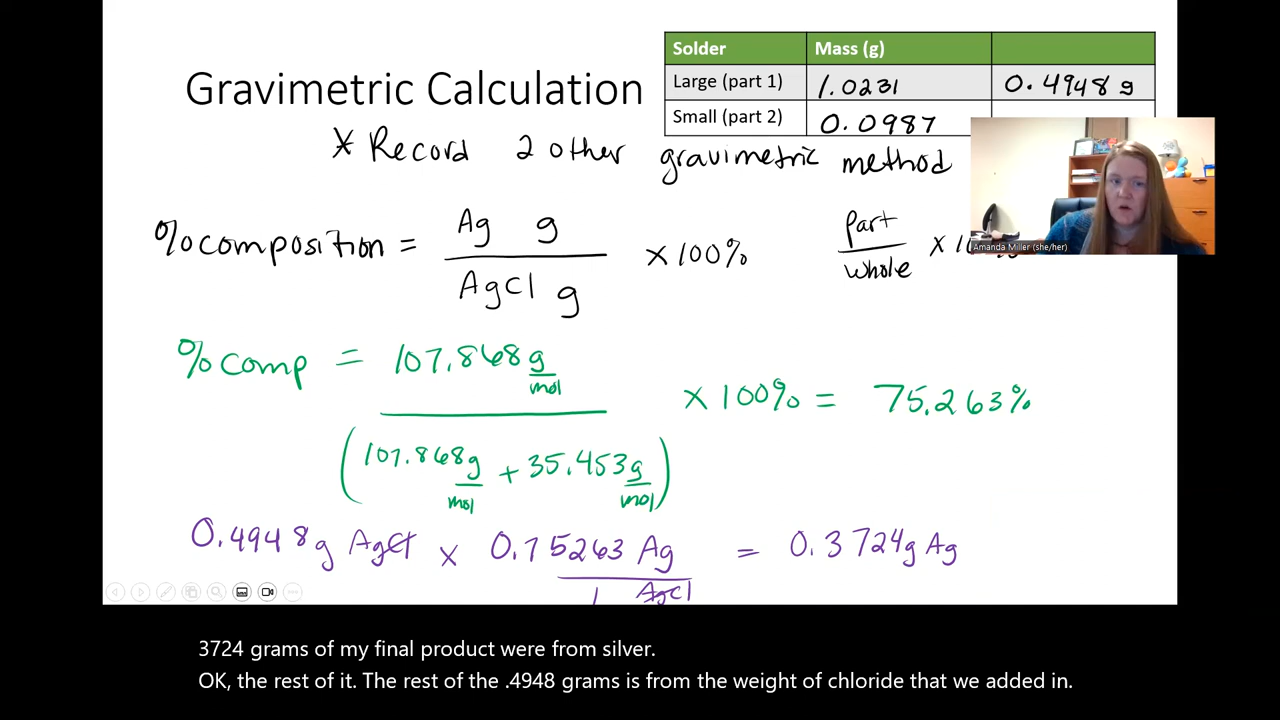 Solder Mass (g)
Large (part 1) 1.0231 0.4948 g
Small (part 2) 0.0987
Gravimetric Calculation
* Record 2 other gravimetric method
%composition = Ag g / AgCl g × 100%
Part / whole × 10
Amanda Miller (she/her)
%comp = 107.868 g/mol / (107.868 g/mol + 35.453 g/mol) × 100% = 75.263%
0.4948g AgCl × 0.75263 Ag / 1 AgCl = 0.3724g Ag
3724 grams of my final product were from silver.
OK, the rest of it. The rest of the .4948 grams is from the weight of chloride that we added in.